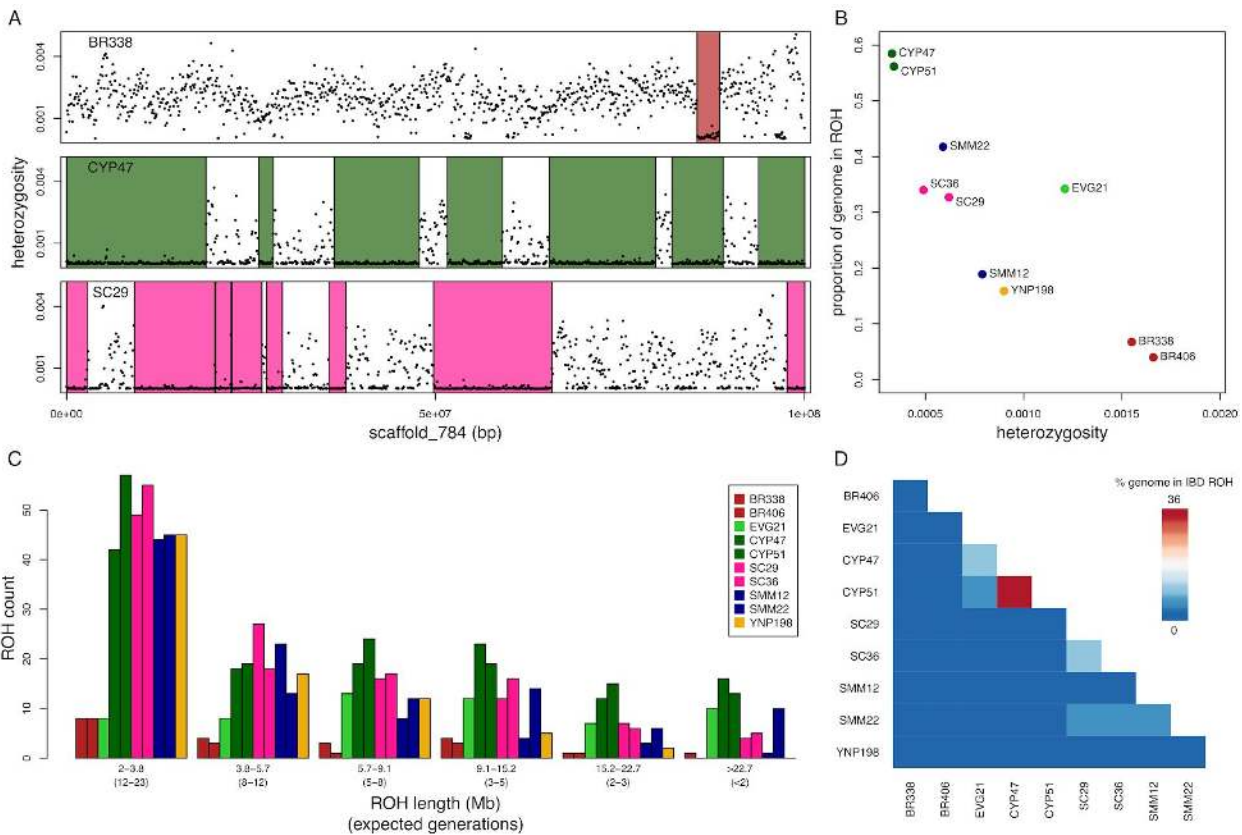 A
BR338
0.004
0.001
CYP47
0.004
0.001
SC29
0.004
0.001
heterozygosity
0e+00
5e+07
1e+08
scaffold_784 (bp)
B
0.6
0.5
0.4
0.3
0.2
0.1
0.0
proportion of genome in ROH
CYP47
CYP51
SMM22
SC36
SC29
EVG21
SMM12
YNP198
BR338
BR406
0.0005
0.0010
0.0015
0.0020
heterozygosity
C
50
40
30
20
10
0
ROH count
BR338
BR406
EVG21
CYP47
CYP51
SC29
SC36
SMM12
SMM22
YNP198
2–3.8
3.8–5.7
5.7–9.1
9.1–15.2
15.2–22.7
>22.7
(12–23)
(8–12)
(5–8)
(3–5)
(2–3)
(<2)
ROH length (Mb)
(expected generations)
D
% genome in IBD ROH
36
0
BR406
EVG21
CYP47
CYP51
SC29
SC36
SMM12
SMM22
YNP198
BR338
BR406
EVG21
CYP47
CYP51
SC29
SC36
SMM12
SMM22